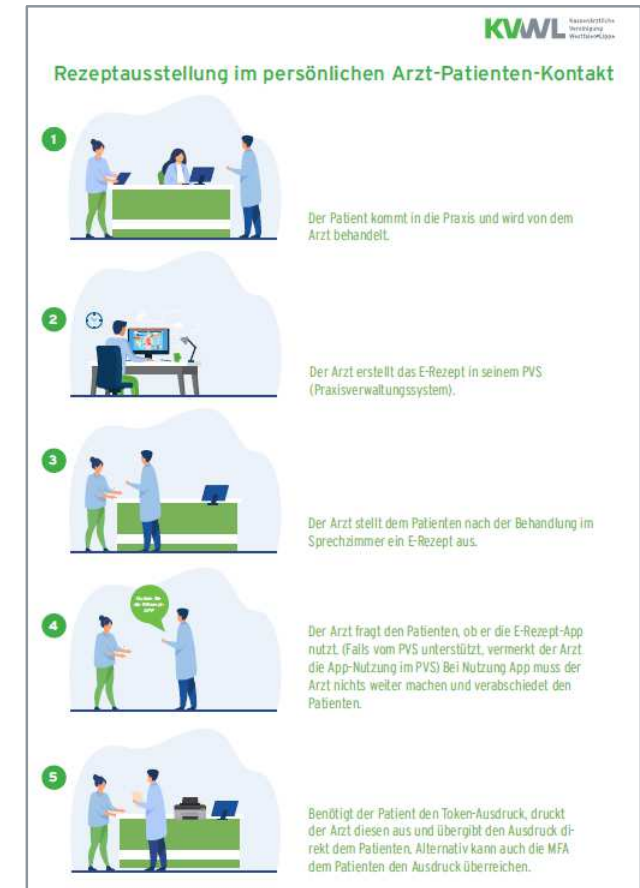 KVWL
Kassenärztliche
Vereinigung
Westfalen-Lippe
Rezeptausstellung im persönlichen Arzt-Patienten-Kontakt
1
Der Patient kommt in die Praxis und wird von dem
Arzt behandelt.
2
Der Arzt erstellt das E-Rezept in seinem PVS
(Praxisverwaltungssystem).
3
Der Arzt stellt dem Patienten nach der Behandlung im
Sprechzimmer ein E-Rezept aus.
4
Der Arzt fragt den Patienten, ob er die E-Rezept-App
nutzt. (Falls vom PVS unterstützt, vermerkt der Arzt
die App-Nutzung im PVS) Bei Nutzung App muss der
Arzt nichts weiter machen und verabschiedet den
Patienten.
5
Benötigt der Patient den Token-Ausdruck, druckt
der Arzt diesen aus und übergibt den Ausdruck di-
rekt dem Patienten. Alternativ kann auch die MFA
dem Patienten den Ausdruck überreichen.